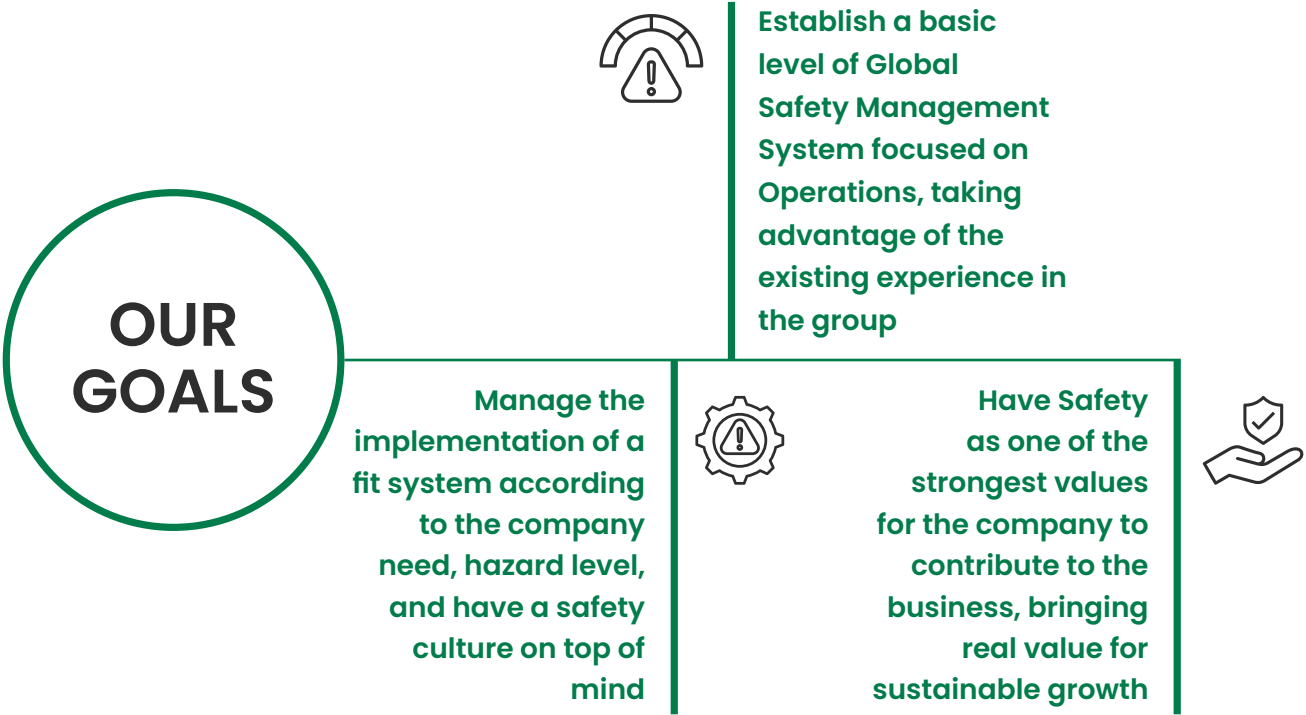 OUR
GOALS
Establish a basic
level of Global
Safety Management
System focused on
Operations, taking
advantage of the
existing experience in
the group
Manage the
implementation of a
fit system according
to the company
need, hazard level,
and have a safety
culture on top of
mind
Have Safety
as one of the
strongest values
for the company to
contribute to the
business, bringing
real value for
sustainable growth